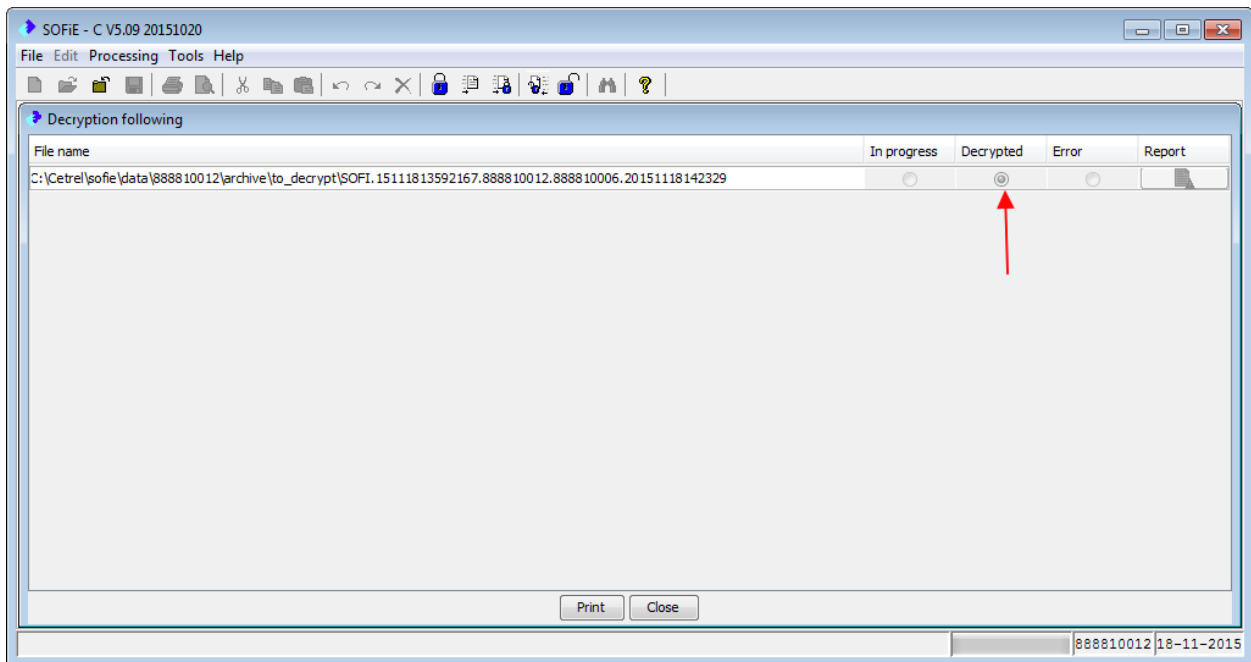 SOFiE - C V5.09 20151020
File Edit Processing Tools Help
Decryption following
File name In progress Decrypted Error Report
C:\Cetrel\sofie\data\888810012\archive\to_decrypt\SOFI.15111813592167.888810012.888810006.20151118142329
Print Close
888810012 18-11-2015